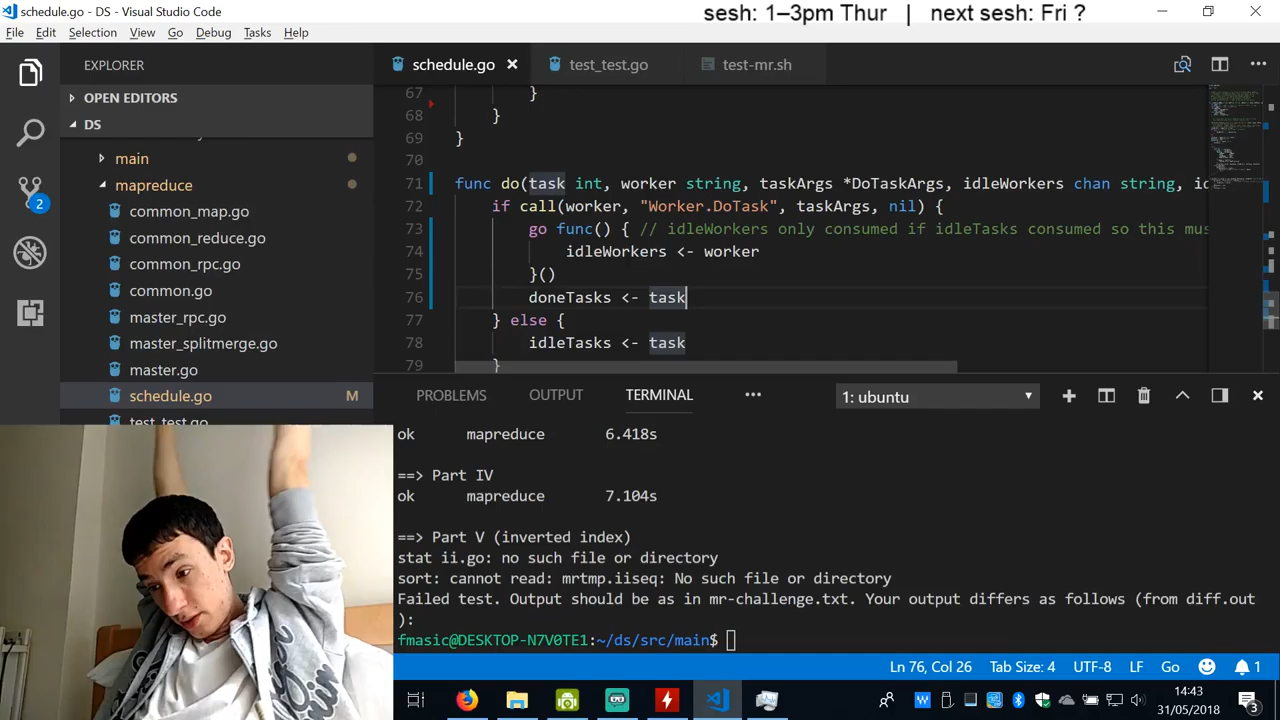 schedule.go - DS - Visual Studio Code
sesh: 1–3pm Thur | next sesh: Fri ?
File Edit Selection View Go Debug Tasks Help
EXPLORER
OPEN EDITORS
DS
main
mapreduce
common_map.go
common_reduce.go
common_rpc.go
common.go
master_rpc.go
master_splitmerge.go
master.go
schedule.go M
test_test.go
2
schedule.go test_test.go test-mr.sh
67 }
68 }
69 }
70
71 func do(task int, worker string, taskArgs *DoTaskArgs, idleWorkers chan string,
72 if call(worker, "Worker.DoTask", taskArgs, nil) {
73 go func() { // idleWorkers only consumed if idleTasks consumed so this
74 idleWorkers <- worker
75 }()
76 doneTasks <- task
77 } else {
78 idleTasks <- task
79 }
PROBLEMS OUTPUT TERMINAL ••• 1: ubuntu
ok mapreduce 6.418s
==> Part IV
ok mapreduce 7.104s
==> Part V (inverted index)
stat ii.go: no such file or directory
sort: cannot read: mrtmp.iiseq: No such file or directory
Failed test. Output should be as in mr-challenge.txt. Your output differs as follows (from diff.out
):
fmasic@DESKTOP-N7V0TE1:~/ds/src/main$
Ln 76, Col 26 Tab Size: 4 UTF-8 LF Go 1
14:43
31/05/2018
3